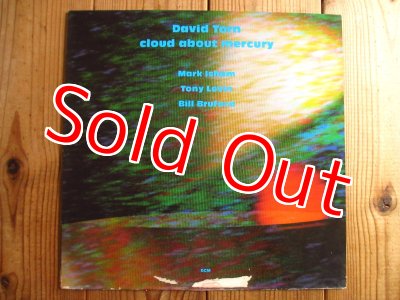 David Torn
cloud about mercury
Mark Isham
Tony Levin
Bill Bruford
Sold Out
ECM